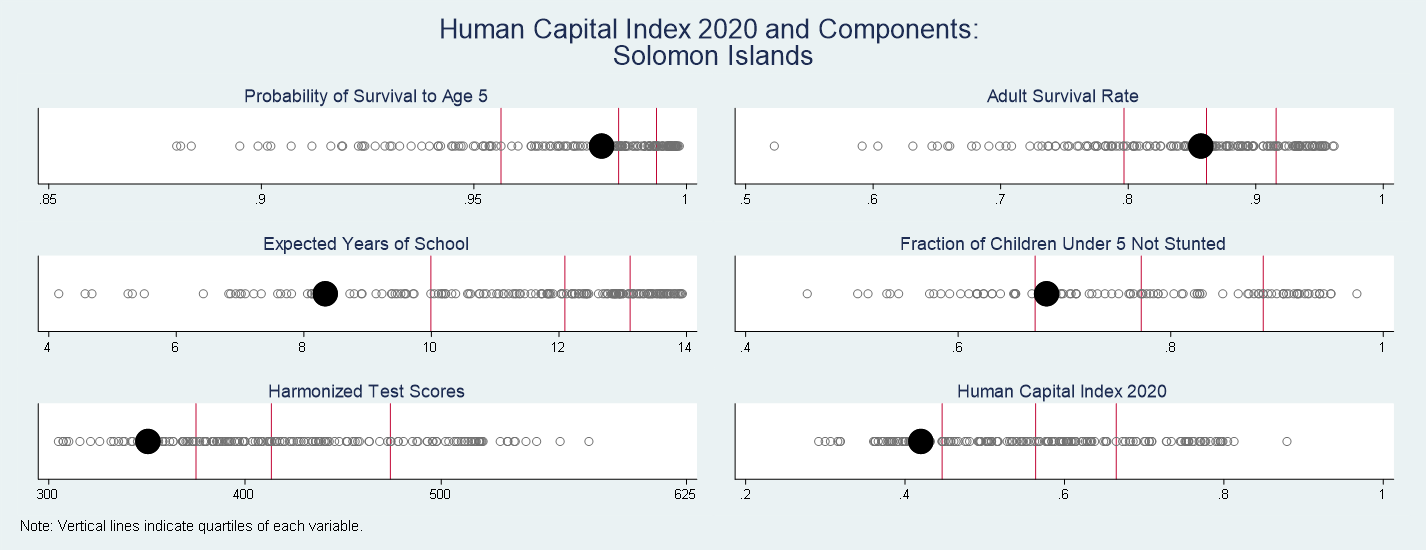 Human Capital Index 2020 and Components:
Solomon Islands
Probability of Survival to Age 5
.85 .9 .95 1
Adult Survival Rate
.5 .6 .7 .8 .9 1
Expected Years of School
4 6 8 10 12 14
Fraction of Children Under 5 Not Stunted
.4 .6 .8 1
Harmonized Test Scores
300 400 500 625
Human Capital Index 2020
.2 .4 .6 .8 1
Note: Vertical lines indicate quartiles of each variable.